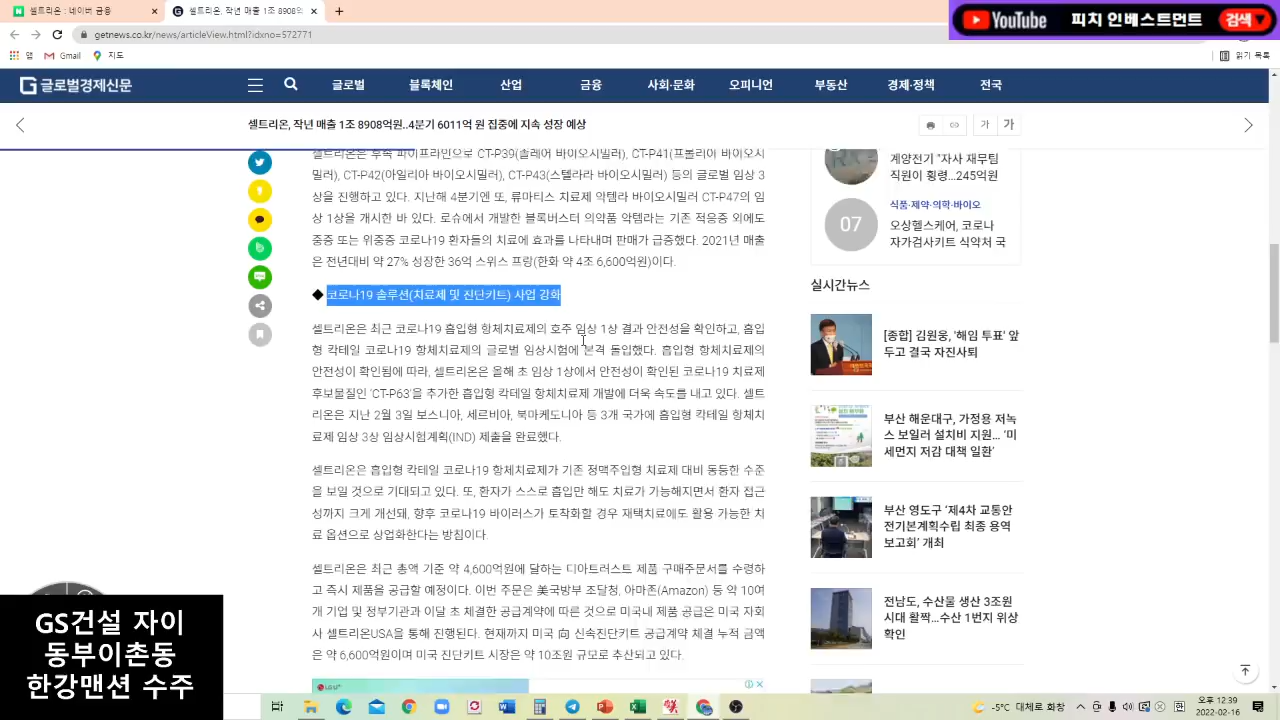 셀트리온 : 네이버 금융
셀트리온, 작년 매출 1조 8908억
YouTube 피치 인베스트먼트 검색
getnews.co.kr/news/articleView.html?idxno=572771
앱 Gmail 지도 읽기 목록
글로벌경제신문 글로벌 블록체인 산업 금융 사회·문화 오피니언 부동산 경제·정책 전국
셀트리온, 작년 매출 1조 8908억원..4분기 6011억 원 집중에 지속 성장 예상
가 가
셀트리온은 후속 파이프라인으로 CT-P39(졸레어 바이오시밀러), CT-P41(프롤리아 바이오시
밀러), CT-P42(아일리아 바이오시밀러), CT-P43(스텔라라 바이오시밀러) 등의 글로벌 임상 3
상을 진행하고 있다. 지난해 4분기엔 또, 류마티스 치료제 악템라 바이오시밀러 CT-P47의 임
상 1상을 개시한 바 있다. 로슈에서 개발한 블록버스터 의약품 악템라는 기존 적응증 외에도
중증 또는 위중증 코로나19 환자들의 치료에 효과를 나타내며 판매가 급증했다. 2021년 매출
은 전년대비 약 27% 성장한 36억 스위스 프랑(한화 약 4조 6,600억원)이다.
◆ 코로나19 솔루션(치료제 및 진단키트) 사업 강화
셀트리온은 최근 코로나19 흡입형 항체치료제의 호주 임상 1상 결과 안전성을 확인하고, 흡입
형 칵테일 코로나19 항체치료제의 글로벌 임상시험에 본격 돌입했다. 흡입형 항체치료제의
안전성이 확인됨에 따라, 셀트리온은 올해 초 임상 1상에서 안전성이 확인된 코로나19 치료제
후보물질인 'CT-P63'을 추가한 흡입형 칵테일 항체치료제 개발에 더욱 속도를 내고 있다. 셀트
리온은 지난 2월 3일 보스니아, 세르비아, 북마케도니아 등 3개 국가에 흡입형 칵테일 항체치
료제 임상 3상 임상시험계획(IND) 제출을 완료했다.
셀트리온은 흡입형 칵테일 코로나19 항체치료제가 기존 정맥주입형 치료제 대비 동등한 수준
을 보일 것으로 기대되고 있다. 또, 환자가 스스로 흡입만 해도 치료가 가능해지면서 환자 접근
성까지 크게 개선돼, 향후 코로나19 바이러스가 토착화할 경우 재택치료에도 활용 가능한 치
료 옵션으로 상업화한다는 방침이다.
셀트리온은 최근 총액 기준 약 4,600억원에 달하는 디아트러스트 제품 구매주문서를 수령하
고 즉시 제품을 공급할 예정이다. 이번 주문은 美국방부 조달청, 아마존(Amazon) 등 약 10여
개 기업 및 정부기관과 이달 초 체결한 공급계약에 따른 것으로 미국내 제품 공급은 미국 자회
사 셀트리온USA을 통해 진행된다. 현재까지 미국 向 신속진단키트 공급계약 체결 누적 금액
은 약 6,600억원이며 미국 진단키트 시장은 약 10조원 규모로 추산되고 있다.
계양전기 "자사 재무팀
직원이 횡령...245억원
07
식품·제약·의학·바이오
오상헬스케어, 코로나
자가검사키트 식약처 국
실시간뉴스
[종합] 김원웅, '해임 투표' 앞
두고 결국 자진사퇴
부산 해운대구, 가정용 저녹
스 보일러 설치비 지원... '미
세먼지 저감 대책 일환'
부산 영도구 '제4차 교통안
전기본계획수립 최종 용역
보고회' 개최
전남도, 수산물 생산 3조원
시대 활짝...수산 1번지 위상
확인
GS건설 자이
동부이촌동
한강맨션 수주
-5°C 대체로 화창
오후 12:39
2022-02-16